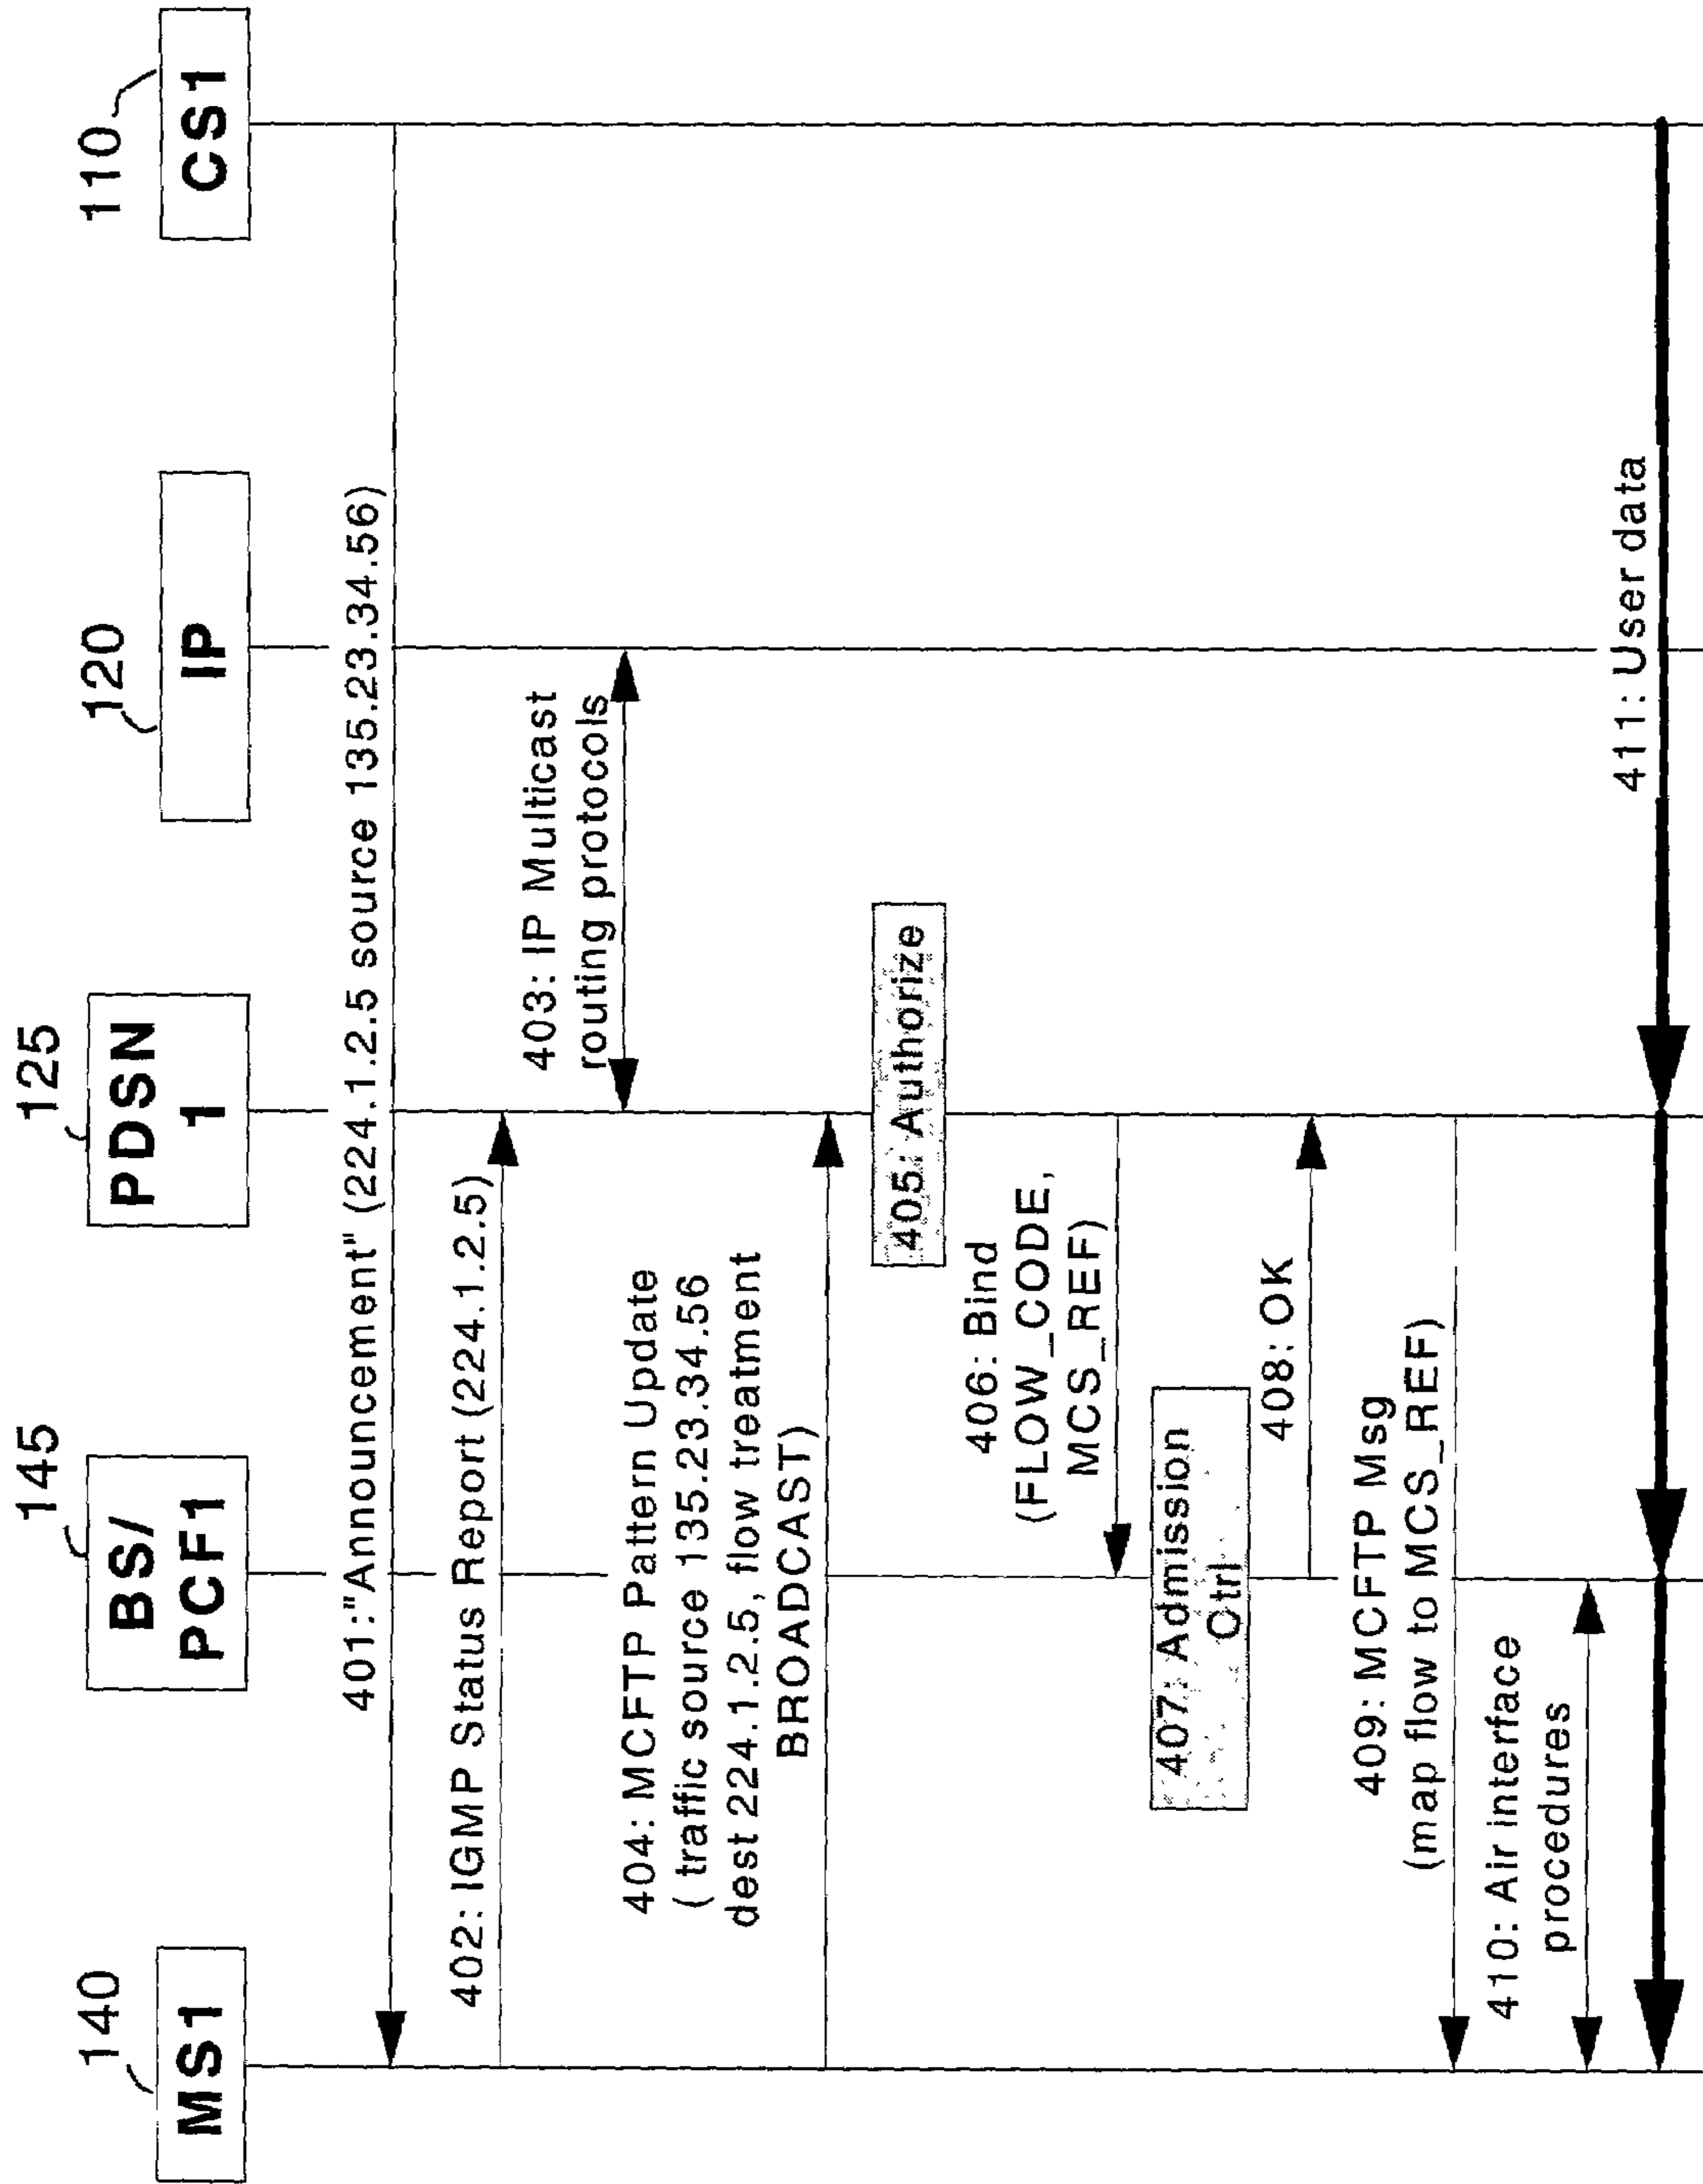 140
145
125
120
110
MS1
BS/
PCF1
PDSN
1
IP
CS1
401:"Announcement" (224.1.2.5 source 135.23.34.56)
402: IGMP Status Report (224.1.2.5)
403: IP Multicast
routing protocols
404: MCFTP Pattern Update
( traffic source 135.23.34.56
dest 224.1.2.5, flow treatment
BROADCAST)
405: Authorize
406: Bind
(FLOW_CODE,
MCS_REF)
407: Admission
Ctrl
408: OK
409: MCFTP Msg
(map flow to MCS_REF)
410: Air interface
procedures
411: User data